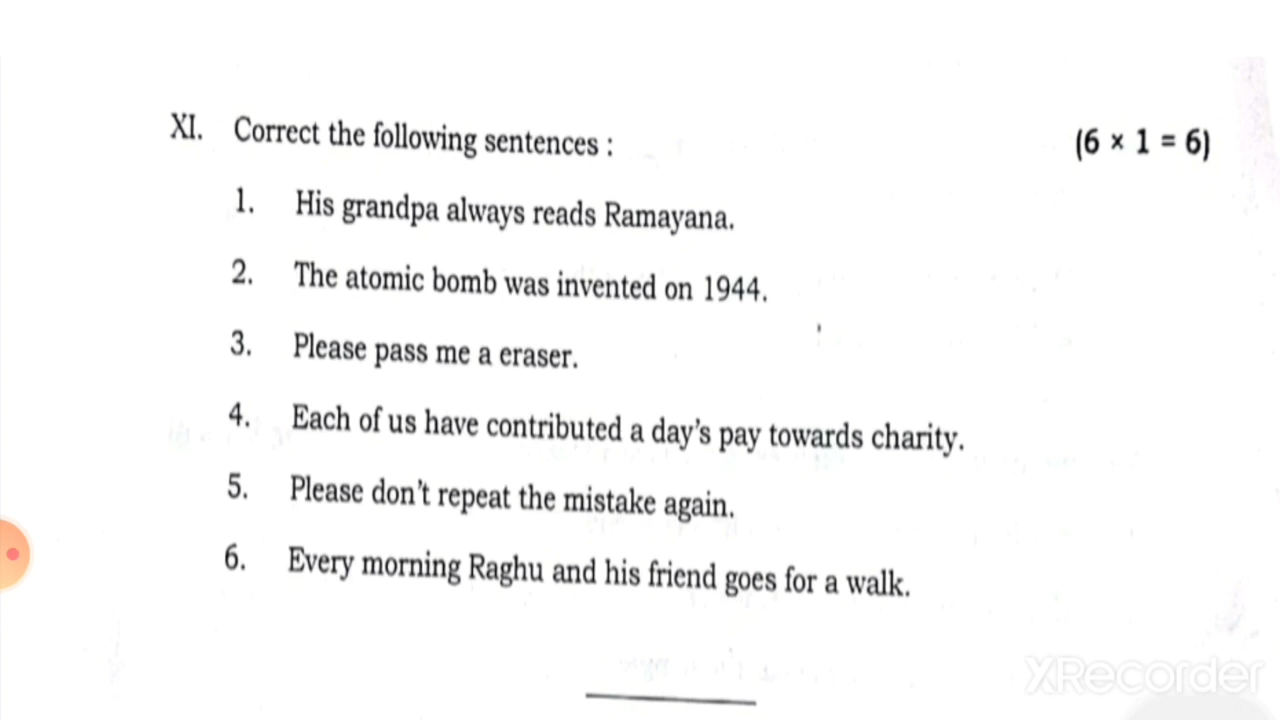 XI. Correct the following sentences : (6 × 1 = 6)
1. His grandpa always reads Ramayana.
2. The atomic bomb was invented on 1944.
3. Please pass me a eraser.
4. Each of us have contributed a day's pay towards charity.
5. Please don't repeat the mistake again.
6. Every morning Raghu and his friend goes for a walk.
XRecorder